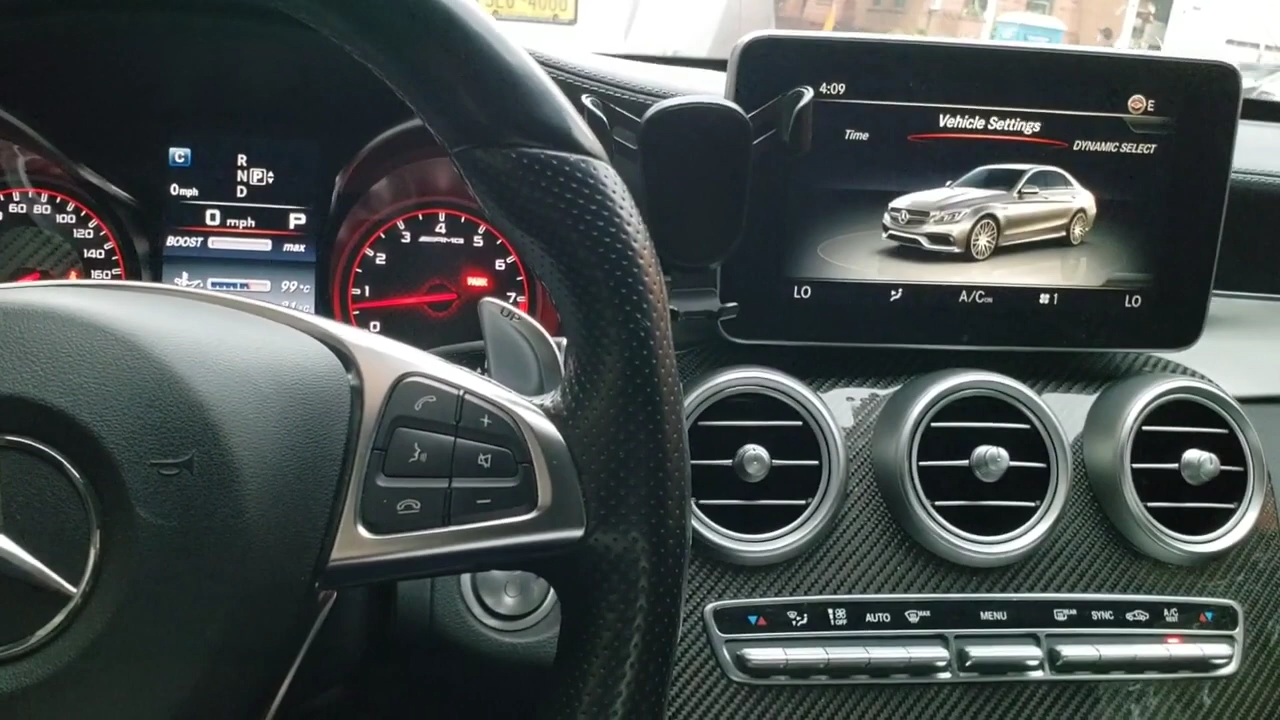 4:09
E
Vehicle Settings
Time
DYNAMIC SELECT
LO
A/C ON
1
LO
C
R
N P
D
0 mph
0 mph P
BOOST max
99 °C
60 80 100 120 140 160
0 1 2 3 4 5 6 7
AMG
PARK
UP
+
−
OFF
AUTO
MAX
MENU
REAR
SYNC
A/C